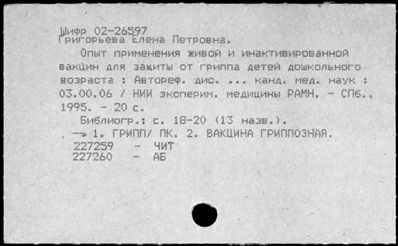 Шифр 02-26597
Григорьева Елена Петровна.
Опыт применения живой и инактивированной
вакцин для защиты от гриппа детей дошкольного
возраста : Автореф. дис. ... канд. мед. наук :
03.00.06 / НИИ эксперим. медицины РАМН. - СПб.,
1995. - 20 с.
Библиогр.: с. 18-20 (13 назв.).
--> 1. ГРИПП/ ПК. 2. ВАКЦИНА ГРИППОЗНАЯ.
227259 - ЧИТ
227260 - АБ